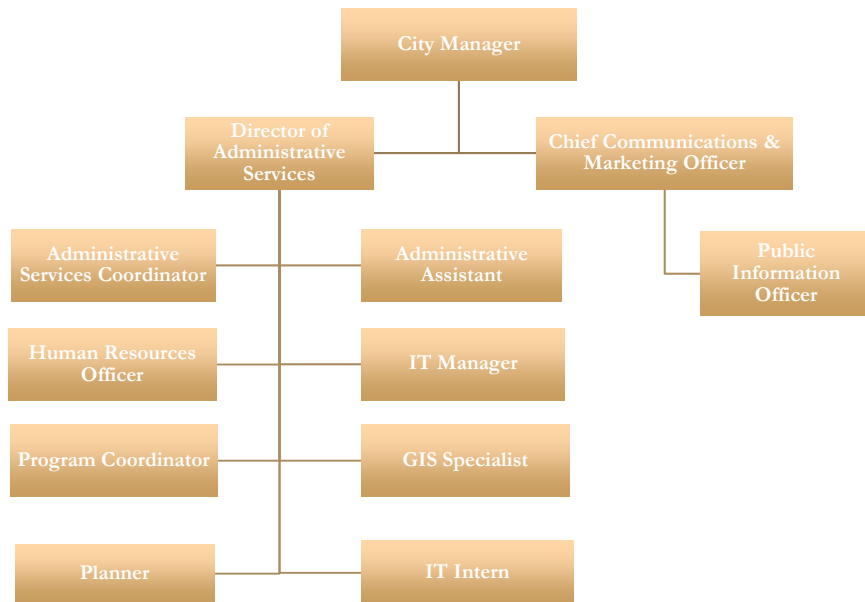 City Manager
Director of
Administrative
Services
Chief Communications &
Marketing Officer
Administrative
Services Coordinator
Administrative
Assistant
Public
Information
Officer
Human Resources
Officer
IT Manager
Program Coordinator
GIS Specialist
Planner
IT Intern